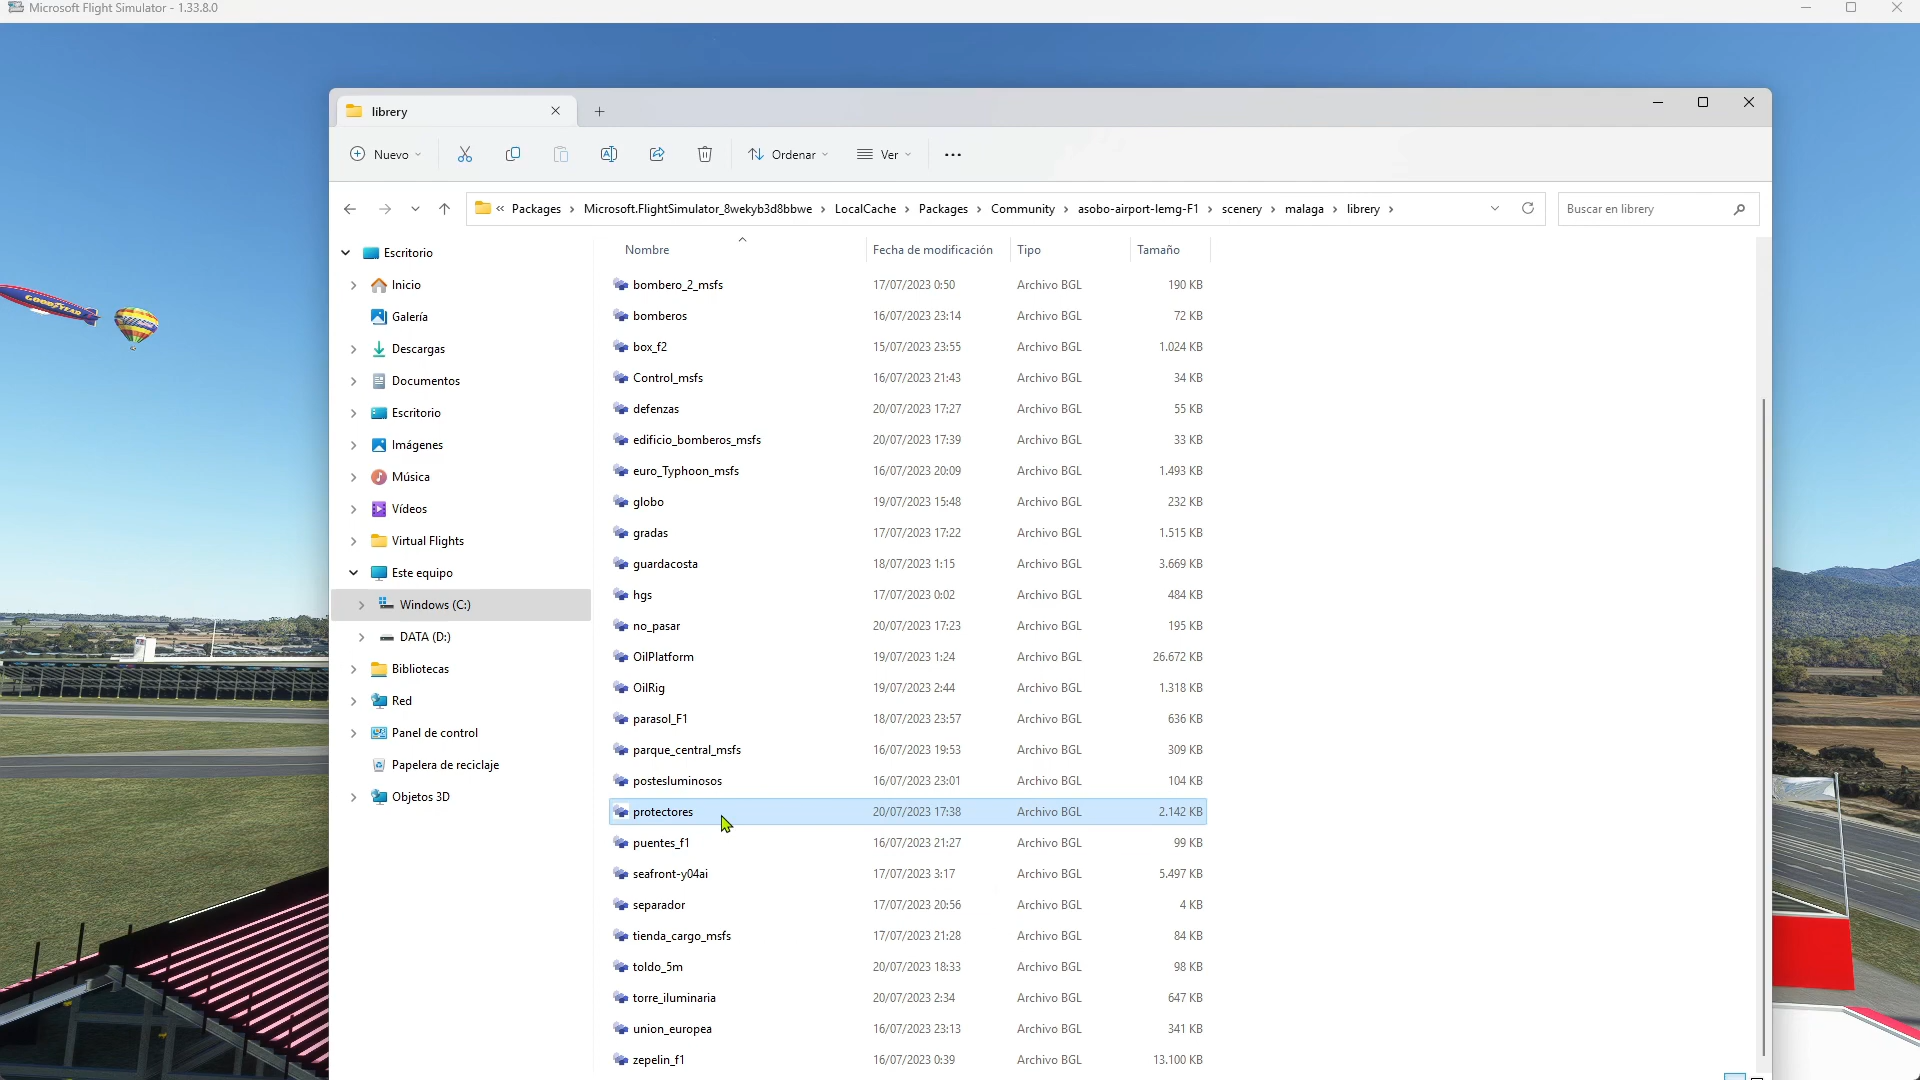 Microsoft Flight Simulator - 1.33.8.0
librery
Nuevo
Ordenar
Ver
« Packages > Microsoft.FlightSimulator_8wekyb3d8bbwe > LocalCache > Packages > Community > asobo-airport-lemg-F1 > scenery > malaga > librery >
Buscar en librery
Escritorio
Inicio
Galería
Descargas
Documentos
Escritorio
Imágenes
Música
Vídeos
Virtual Flights
Este equipo
Windows (C:)
DATA (D:)
Bibliotecas
Red
Panel de control
Papelera de reciclaje
Objetos 3D
Nombre Fecha de modificación Tipo Tamaño
bombero_2_msfs 17/07/2023 0:50 Archivo BGL 190 KB
bomberos 16/07/2023 23:14 Archivo BGL 72 KB
box_f2 15/07/2023 23:55 Archivo BGL 1.024 KB
Control_msfs 16/07/2023 21:43 Archivo BGL 34 KB
defenzas 20/07/2023 17:27 Archivo BGL 55 KB
edificio_bomberos_msfs 20/07/2023 17:39 Archivo BGL 33 KB
euro_Typhoon_msfs 16/07/2023 20:09 Archivo BGL 1.493 KB
globo 19/07/2023 15:48 Archivo BGL 232 KB
gradas 17/07/2023 17:22 Archivo BGL 1.515 KB
guardacosta 18/07/2023 1:15 Archivo BGL 3.669 KB
hgs 17/07/2023 0:02 Archivo BGL 484 KB
no_pasar 20/07/2023 17:23 Archivo BGL 195 KB
OilPlatform 19/07/2023 1:24 Archivo BGL 26.672 KB
OilRig 19/07/2023 2:44 Archivo BGL 1.318 KB
parasol_F1 18/07/2023 23:57 Archivo BGL 636 KB
parque_central_msfs 16/07/2023 19:53 Archivo BGL 309 KB
postesluminosos 16/07/2023 23:01 Archivo BGL 104 KB
protectores 20/07/2023 17:38 Archivo BGL 2.142 KB
puentes_f1 16/07/2023 21:27 Archivo BGL 99 KB
seafront-y04ai 17/07/2023 3:17 Archivo BGL 5.497 KB
separador 17/07/2023 20:56 Archivo BGL 4 KB
tienda_cargo_msfs 17/07/2023 21:28 Archivo BGL 84 KB
toldo_5m 20/07/2023 18:33 Archivo BGL 98 KB
torre_iluminaria 20/07/2023 2:34 Archivo BGL 647 KB
union_europea 16/07/2023 23:13 Archivo BGL 341 KB
zepelin_f1 16/07/2023 0:39 Archivo BGL 13.100 KB
GOODYEAR